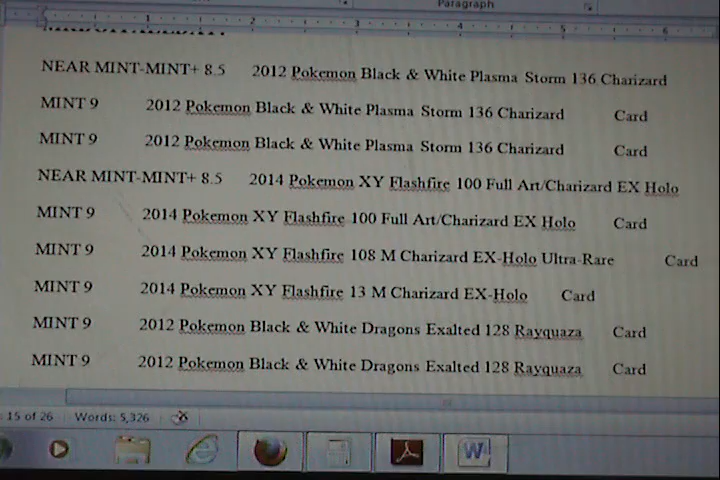 Paragraph
1 2 3 4 5 6
NEAR MINT-MINT+ 8.5 2012 Pokemon Black & White Plasma Storm 136 Charizard
MINT 9 2012 Pokemon Black & White Plasma Storm 136 Charizard Card
MINT 9 2012 Pokemon Black & White Plasma Storm 136 Charizard Card
NEAR MINT-MINT+ 8.5 2014 Pokemon XY Flashfire 100 Full Art/Charizard EX Holo
MINT 9 2014 Pokemon XY Flashfire 100 Full Art/Charizard EX Holo Card
MINT 9 2014 Pokemon XY Flashfire 108 M Charizard EX-Holo Ultra-Rare Card
MINT 9 2014 Pokemon XY Flashfire 13 M Charizard EX-Holo Card
MINT 9 2012 Pokemon Black & White Dragons Exalted 128 Rayquaza Card
MINT 9 2012 Pokemon Black & White Dragons Exalted 128 Rayquaza Card
: 15 of 26 Words: 5,326
W